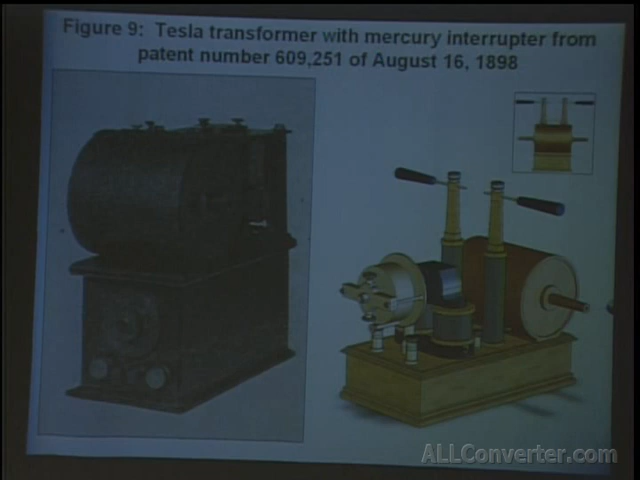 Figure 9: Tesla transformer with mercury interrupter from
patent number 609,251 of August 16, 1898
ALLConverter.com